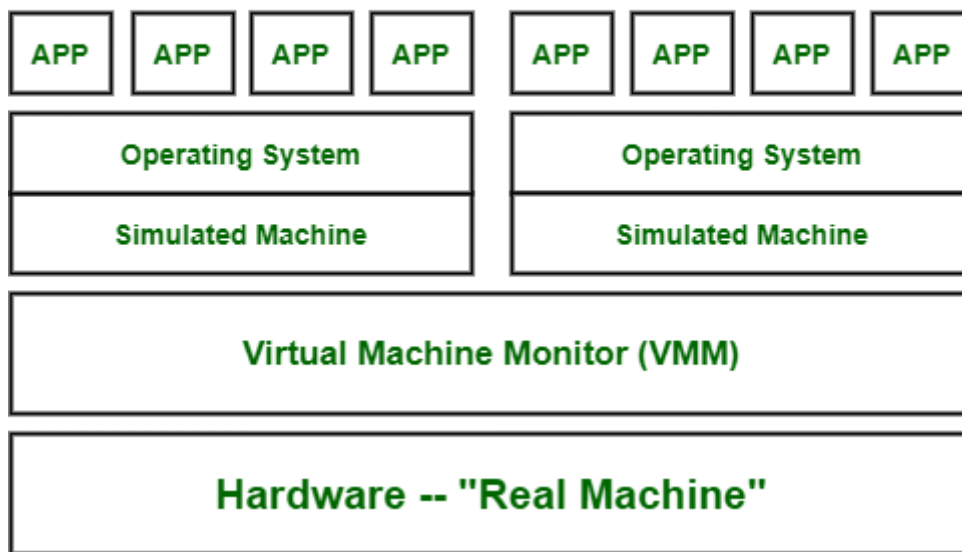 APP APP APP APP APP APP APP APP
Operating System Operating System
Simulated Machine Simulated Machine
Virtual Machine Monitor (VMM)
Hardware -- "Real Machine"